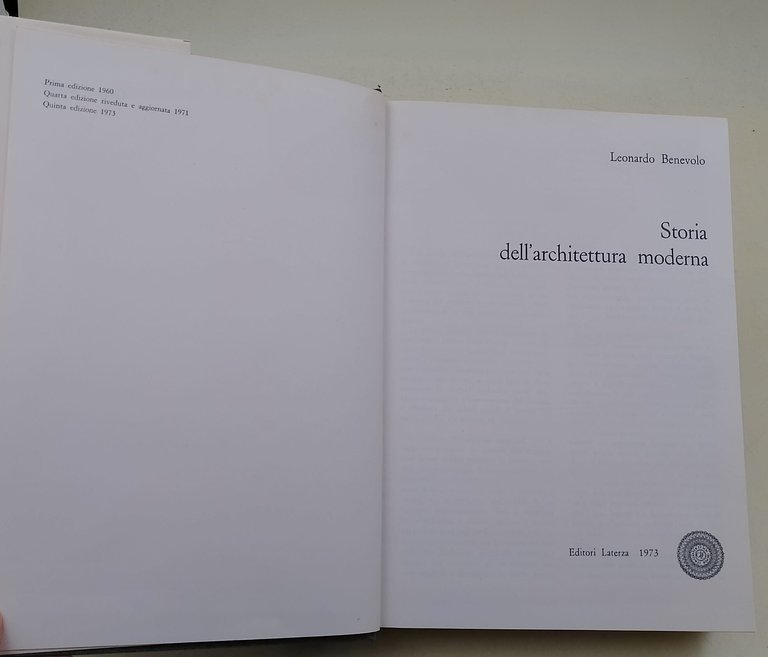 Prima edizione 1960
Quarta edizione riveduta e aggiornata 1971
Quinta edizione 1973
Leonardo Benevolo
Storia
dell'architettura moderna
Editori Laterza 1973